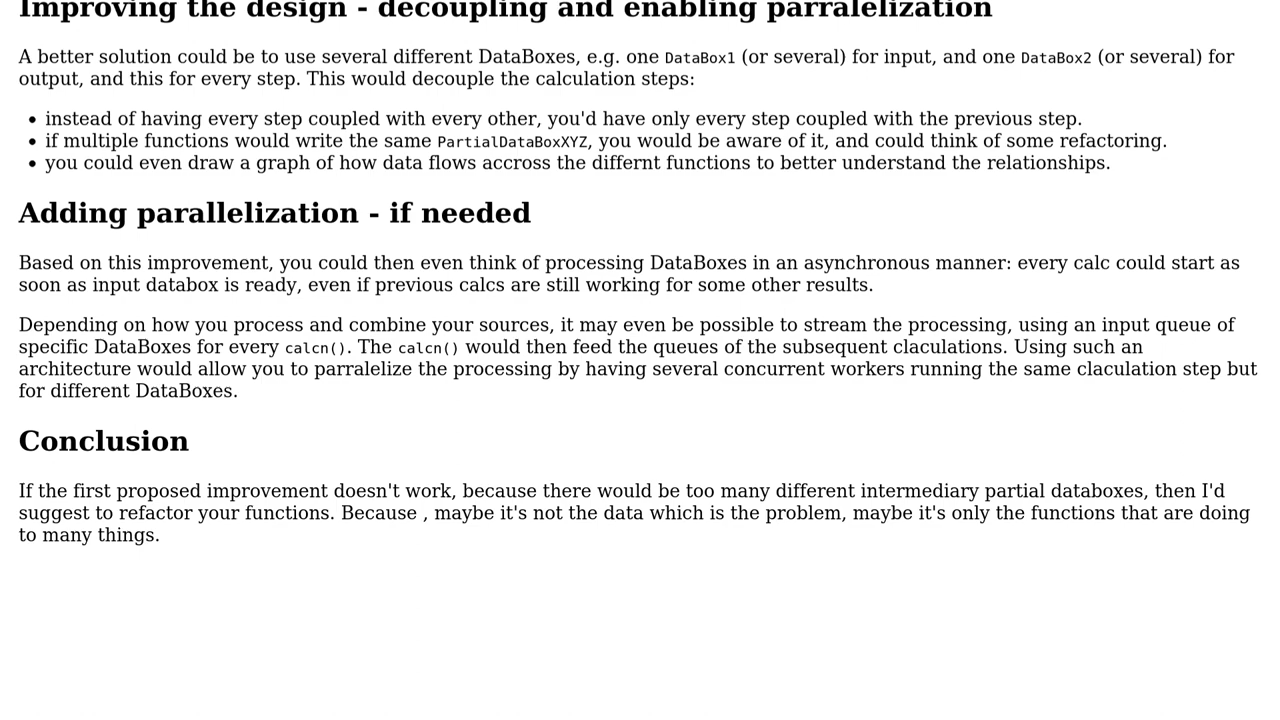 Improving the design - decoupling and enabling parralelization
A better solution could be to use several different DataBoxes, e.g. one DataBox1 (or several) for input, and one DataBox2 (or several) for
output, and this for every step. This would decouple the calculation steps:
• instead of having every step coupled with every other, you'd have only every step coupled with the previous step.
• if multiple functions would write the same PartialDataBoxXYZ, you would be aware of it, and could think of some refactoring.
• you could even draw a graph of how data flows accross the differnt functions to better understand the relationships.
Adding parallelization - if needed
Based on this improvement, you could then even think of processing DataBoxes in an asynchronous manner: every calc could start as
soon as input databox is ready, even if previous calcs are still working for some other results.
Depending on how you process and combine your sources, it may even be possible to stream the processing, using an input queue of
specific DataBoxes for every calcn(). The calcn() would then feed the queues of the subsequent claculations. Using such an
architecture would allow you to parralelize the processing by having several concurrent workers running the same claculation step but
for different DataBoxes.
Conclusion
If the first proposed improvement doesn't work, because there would be too many different intermediary partial databoxes, then I'd
suggest to refactor your functions. Because , maybe it's not the data which is the problem, maybe it's only the functions that are doing
to many things.